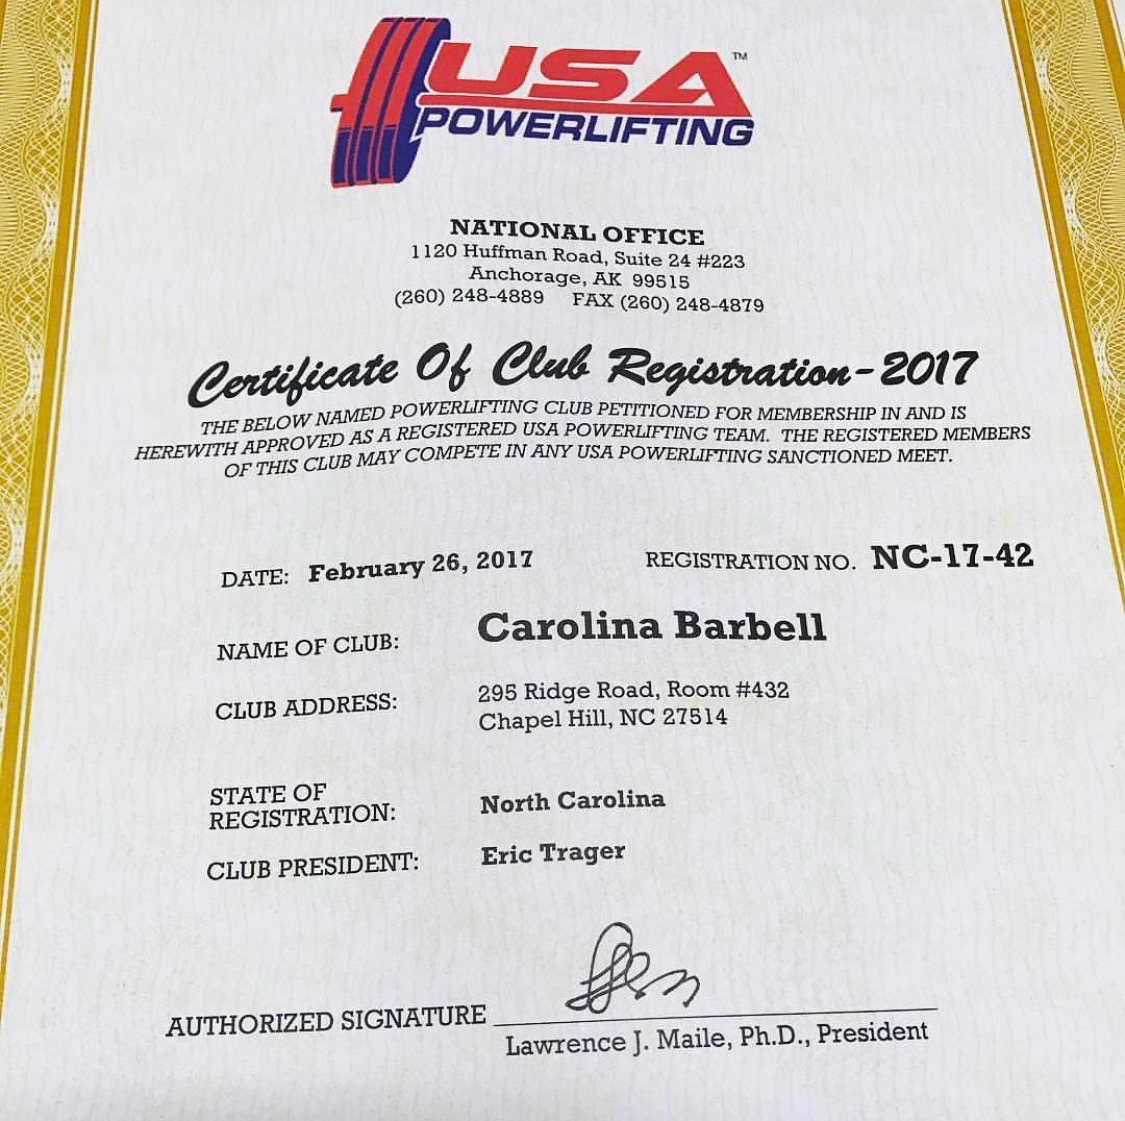 USA™
POWERLIFTING
NATIONAL OFFICE
1120 Huffman Road, Suite 24 #223
Anchorage, AK 99515
(260) 248-4889 FAX (260) 248-4879
Certificate Of Club Registration-2017
THE BELOW NAMED POWERLIFTING CLUB PETITIONED FOR MEMBERSHIP IN AND IS
HEREWITH APPROVED AS A REGISTERED USA POWERLIFTING TEAM. THE REGISTERED MEMBERS
OF THIS CLUB MAY COMPETE IN ANY USA POWERLIFTING SANCTIONED MEET.
DATE: February 26, 2017 REGISTRATION NO. NC-17-42
NAME OF CLUB: Carolina Barbell
CLUB ADDRESS: 295 Ridge Road, Room #432
Chapel Hill, NC 27514
STATE OF
REGISTRATION: North Carolina
CLUB PRESIDENT: Eric Trager
AUTHORIZED SIGNATURE
Lawrence J. Maile, Ph.D., President